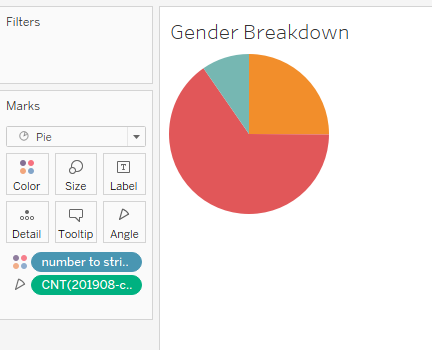 Filters
Gender Breakdown
Marks
Pie
Color Size Label
Detail Tooltip Angle
number to stri..
CNT(201908-c..